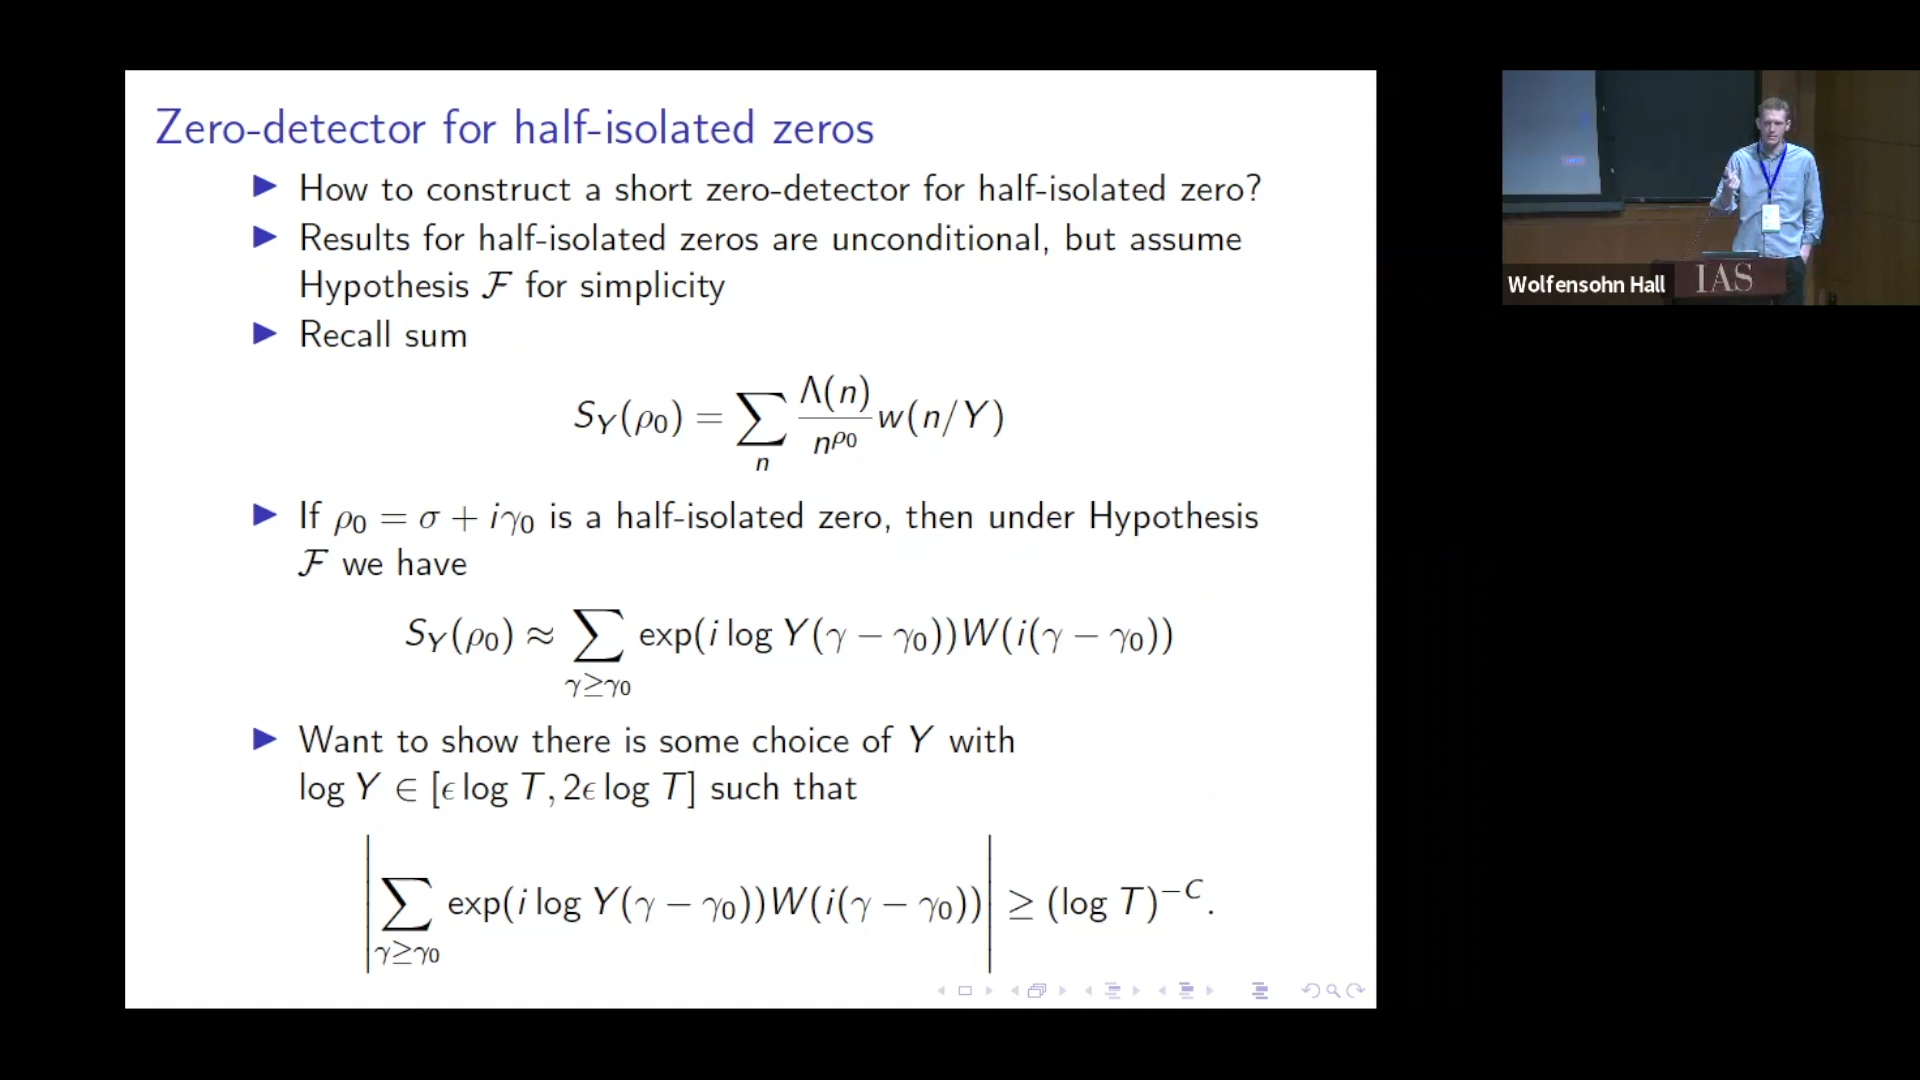 Zero-detector for half-isolated zeros
▶ How to construct a short zero-detector for half-isolated zero?
▶ Results for half-isolated zeros are unconditional, but assume
Hypothesis ℱ for simplicity
▶ Recall sum
S_Y(ρ₀) = ∑_n Λ(n)/n^{ρ₀} w(n/Y)
▶ If ρ₀ = σ + iγ₀ is a half-isolated zero, then under Hypothesis
ℱ we have
S_Y(ρ₀) ≈ ∑_{γ≥γ₀} exp(i log Y(γ − γ₀))W(i(γ − γ₀))
▶ Want to show there is some choice of Y with
log Y ∈ [ϵ log T, 2ϵ log T] such that
|∑_{γ≥γ₀} exp(i log Y(γ − γ₀))W(i(γ − γ₀))| ≥ (log T)^{−C}.
Wolfensohn Hall
IAS